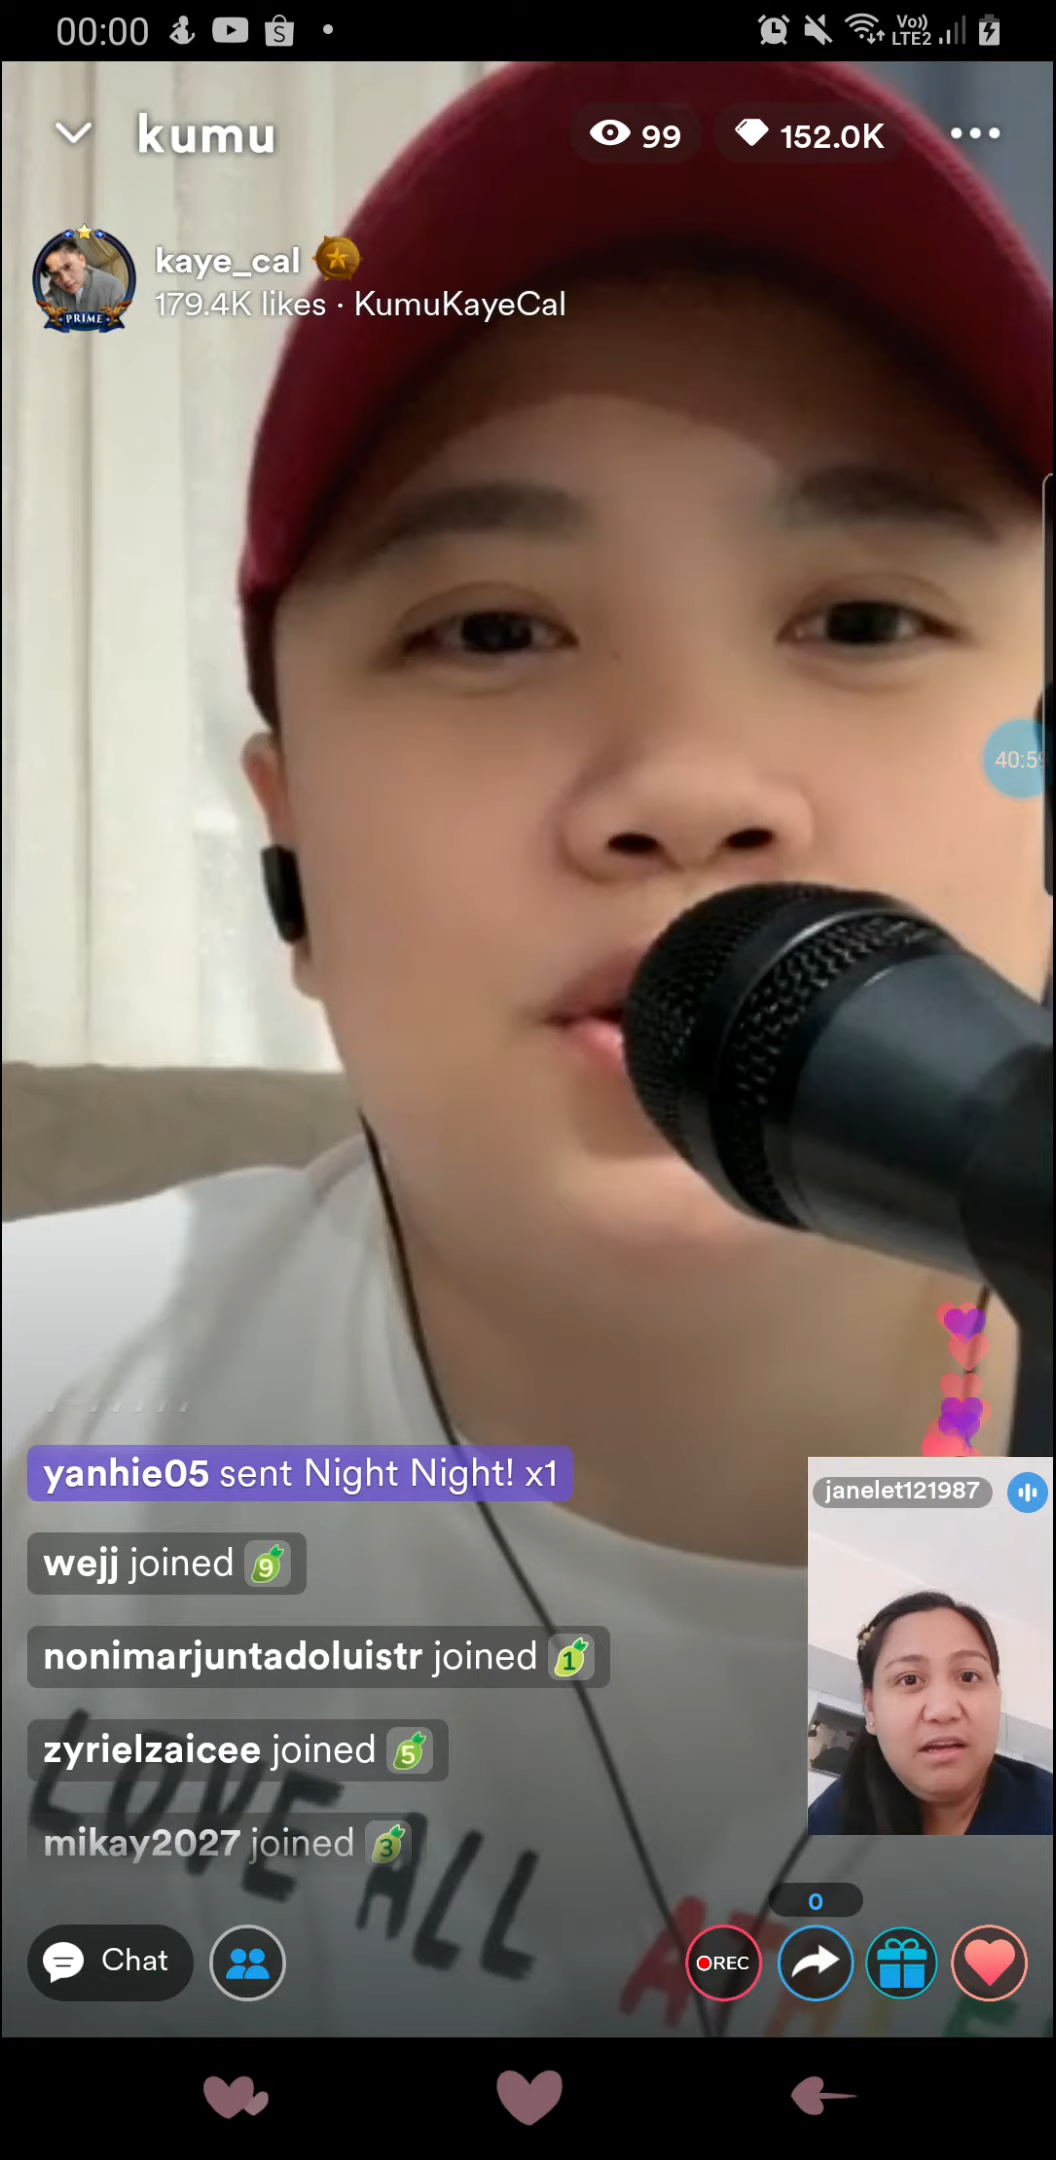 00:00
Vo))
LTE2
kumu
99
152.0K
kaye_cal
179.4K likes · KumuKayeCal
PRIME
yanhie05 sent Night Night! x1
janelet121987
wejj joined 9
nonimarjuntadoluistr joined 1
zyrielzaicee joined 5
mikay2027 joined 3
LOVE ALL
0
Chat
REC